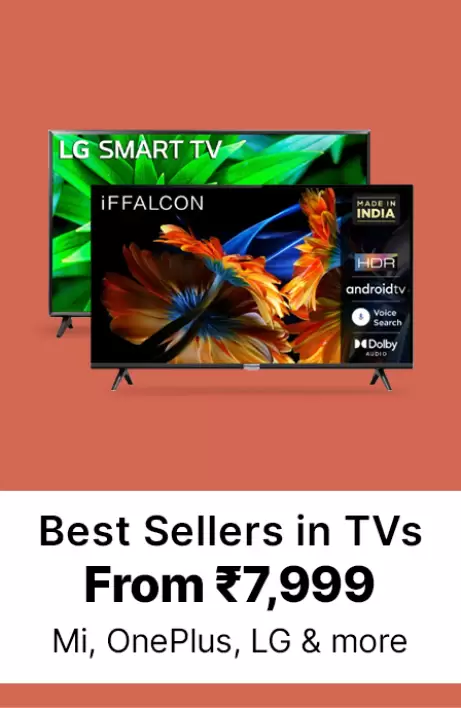 LG SMART TV
iFFALCON
MADE IN
INDIA
HDR
androidtv
Voice
Search
Dolby
AUDIO
Best Sellers in TVs
From ₹7,999
Mi, OnePlus, LG & more